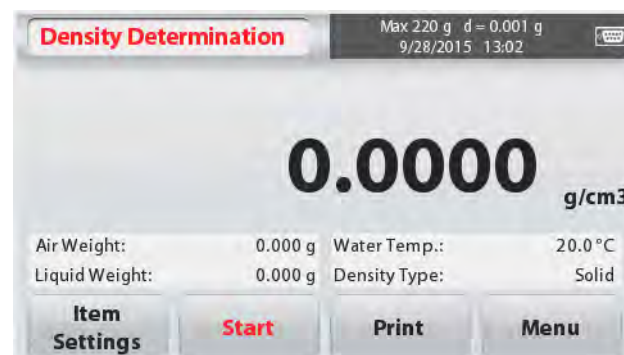 Density Determination
Max 220 g d = 0.001 g
9/28/2015 13:02
0.0000
g/cm3
Air Weight: 0.000 g Water Temp.: 20.0°C
Liquid Weight: 0.000 g Density Type: Solid
Item Settings
Start
Print
Menu